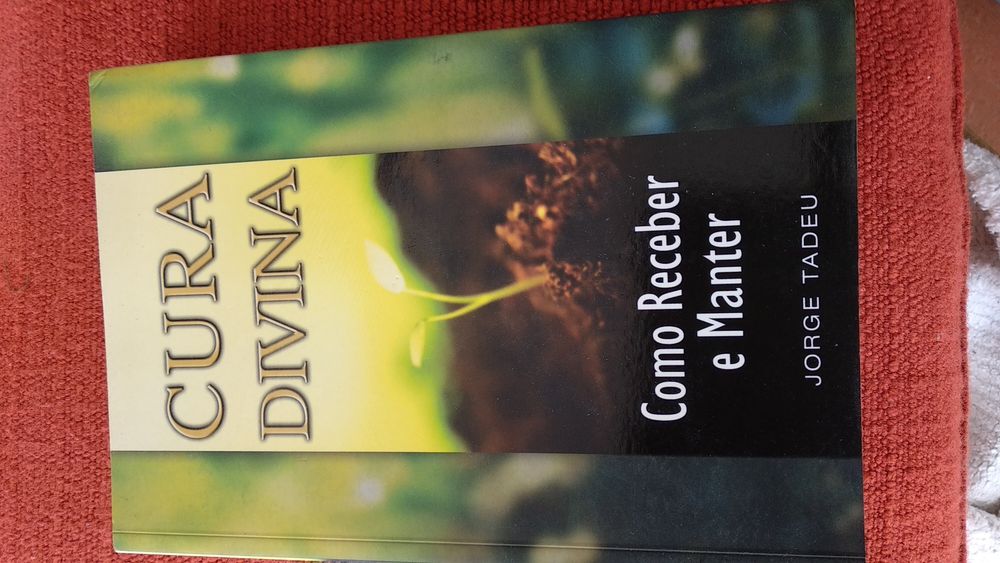 CURA
DIVINA
Como Receber
e Manter
JORGE TADEU